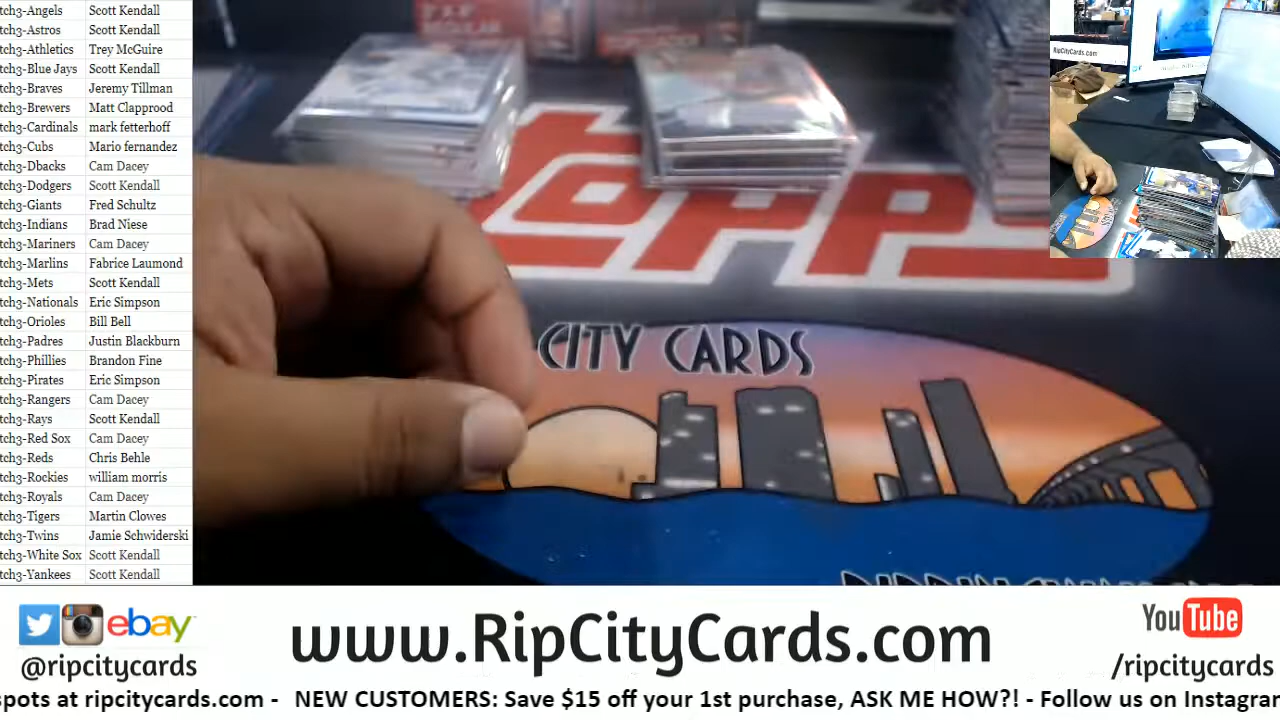 tch3-Angels Scott Kendall
tch3-Astros Scott Kendall
tch3-Athletics Trey McGuire
tch3-Blue Jays Scott Kendall
tch3-Braves Jeremy Tillman
tch3-Brewers Matt Clapprood
tch3-Cardinals mark fetterhoff
tch3-Cubs Mario fernandez
tch3-Dbacks Cam Dacey
tch3-Dodgers Scott Kendall
tch3-Giants Fred Schultz
tch3-Indians Brad Niese
tch3-Mariners Cam Dacey
tch3-Marlins Fabrice Laumond
tch3-Mets Scott Kendall
tch3-Nationals Eric Simpson
tch3-Orioles Bill Bell
tch3-Padres Justin Blackburn
tch3-Phillies Brandon Fine
tch3-Pirates Eric Simpson
tch3-Rangers Cam Dacey
tch3-Rays Scott Kendall
tch3-Red Sox Cam Dacey
tch3-Reds Chris Behle
tch3-Rockies william morris
tch3-Royals Cam Dacey
tch3-Tigers Martin Clowes
tch3-Twins Jamie Schwiderski
tch3-White Sox Scott Kendall
tch3-Yankees Scott Kendall
RipCityCards.com
Topp
CITY CARDS
ebay
@ripcitycards
www.RipCityCards.com
YouTube
/ripcitycards
spots at ripcitycards.com - NEW CUSTOMERS: Save $15 off your 1st purchase, ASK ME HOW?! - Follow us on Instagra